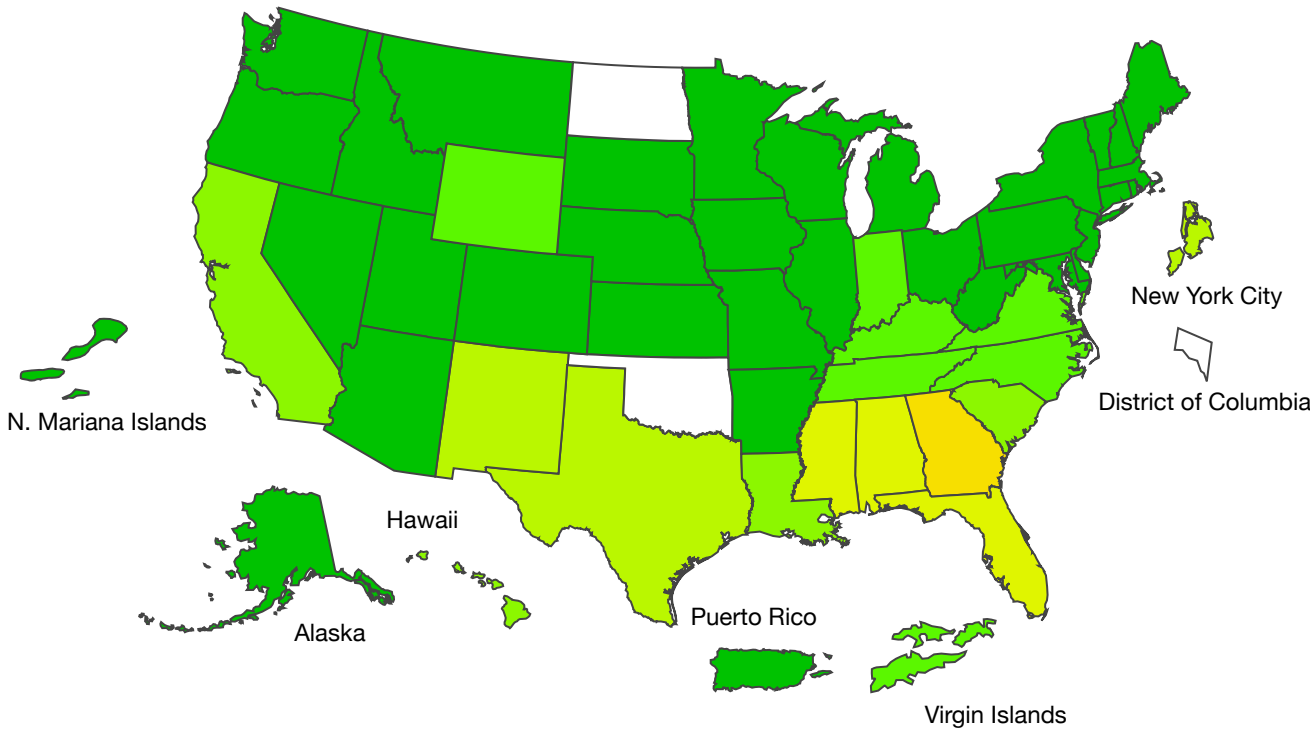 New York City
District of Columbia
N. Mariana Islands
Hawaii
Alaska
Puerto Rico
Virgin Islands